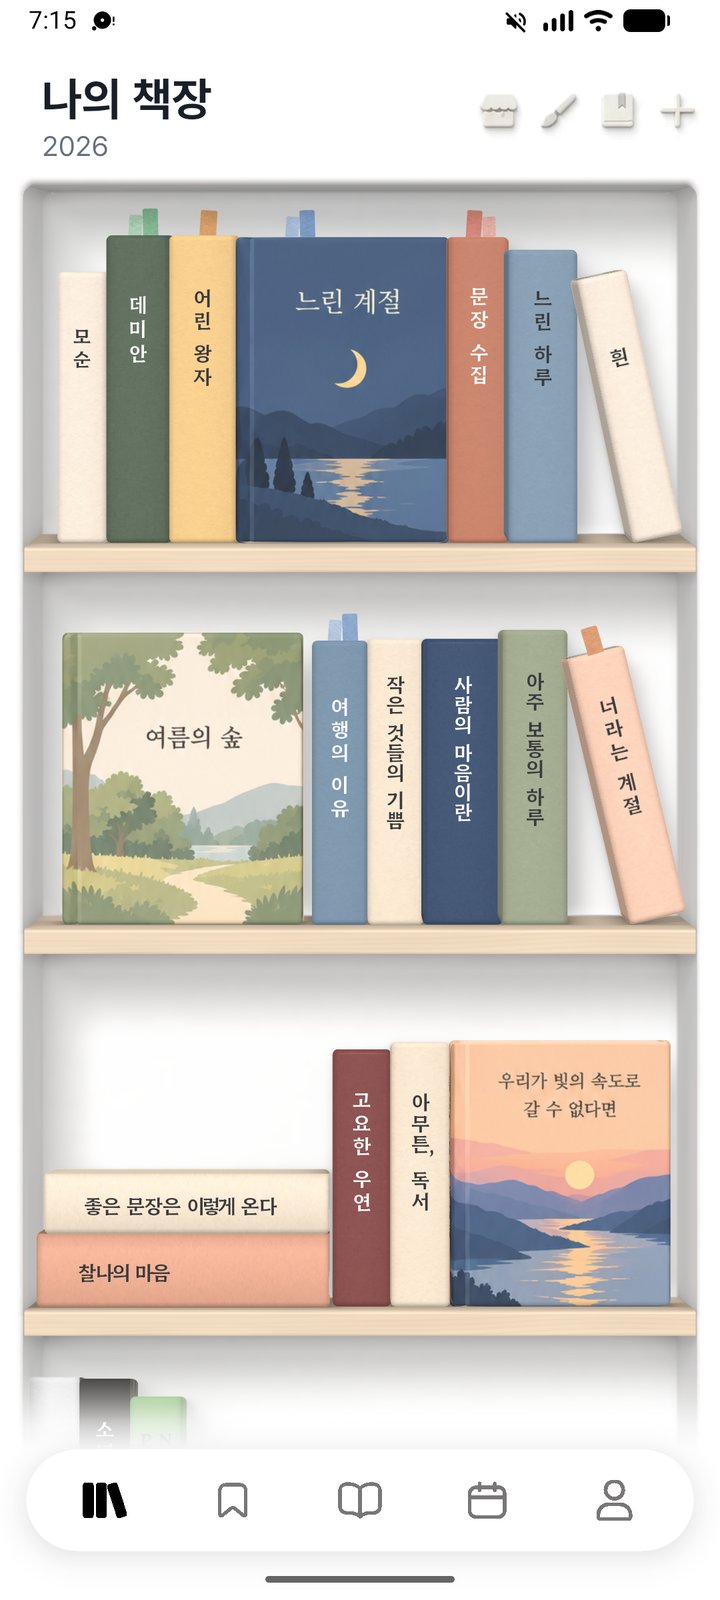 7:15
나의 책장
2026
모순
데미안
어린 왕자
느린 계절
문장 수집
느린 하루
흰
여름의 숲
여행의 이유
작은 것들의 기쁨
사람의 마음이란
아주 보통의 하루
너라는 계절
고요한 우연
아무튼, 독서
우리가 빛의 속도로
갈 수 없다면
좋은 문장은 이렇게 온다
찰나의 마음
소
P N